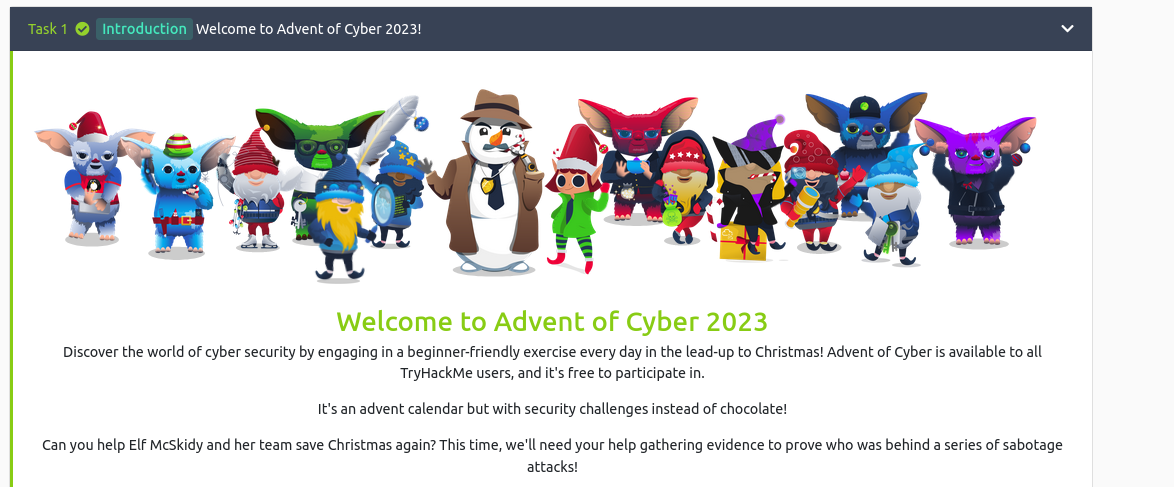 Task 1 Introduction Welcome to Advent of Cyber 2023!
Welcome to Advent of Cyber 2023
Discover the world of cyber security by engaging in a beginner-friendly exercise every day in the lead-up to Christmas! Advent of Cyber is available to all
TryHackMe users, and it's free to participate in.
It's an advent calendar but with security challenges instead of chocolate!
Can you help Elf McSkidy and her team save Christmas again? This time, we'll need your help gathering evidence to prove who was behind a series of sabotage
attacks!